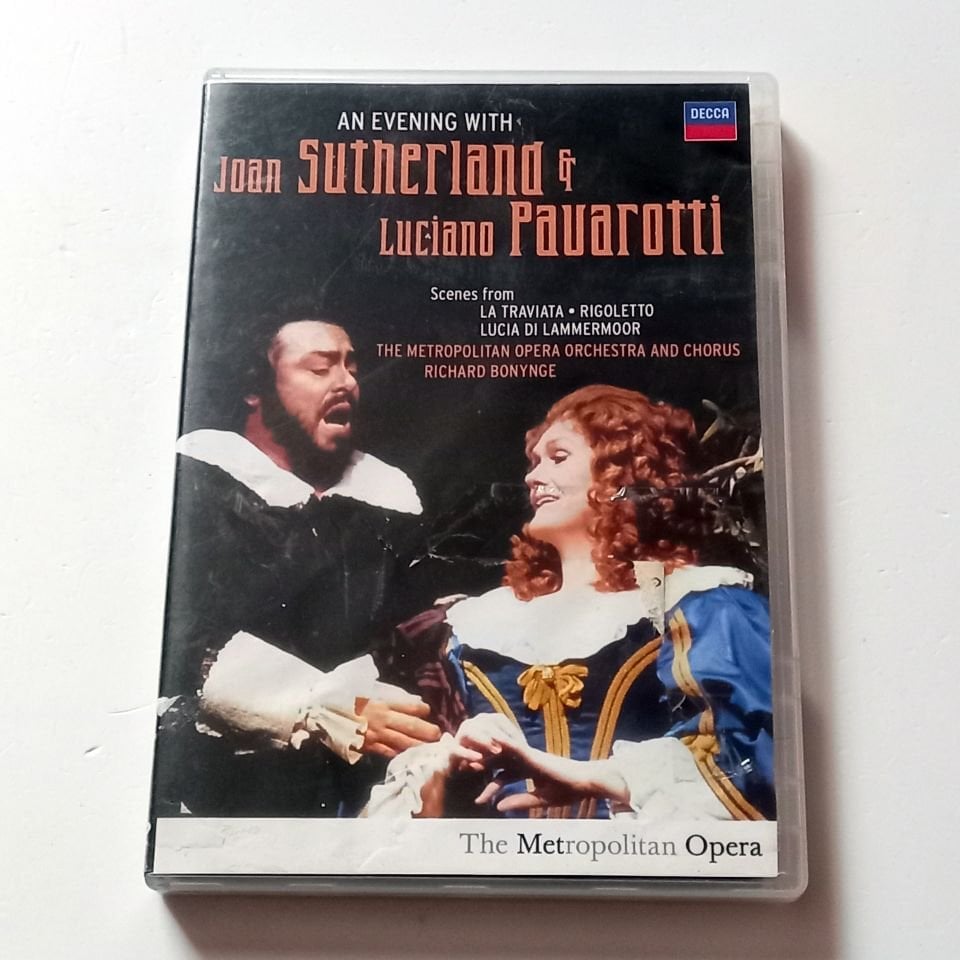 AN EVENING WITH
DECCA
Joan Sutherland &
Luciano Pavarotti
Scenes from
LA TRAVIATA • RIGOLETTO
LUCIA DI LAMMERMOOR
THE METROPOLITAN OPERA ORCHESTRA AND CHORUS
RICHARD BONYNGE
The Metropolitan Opera